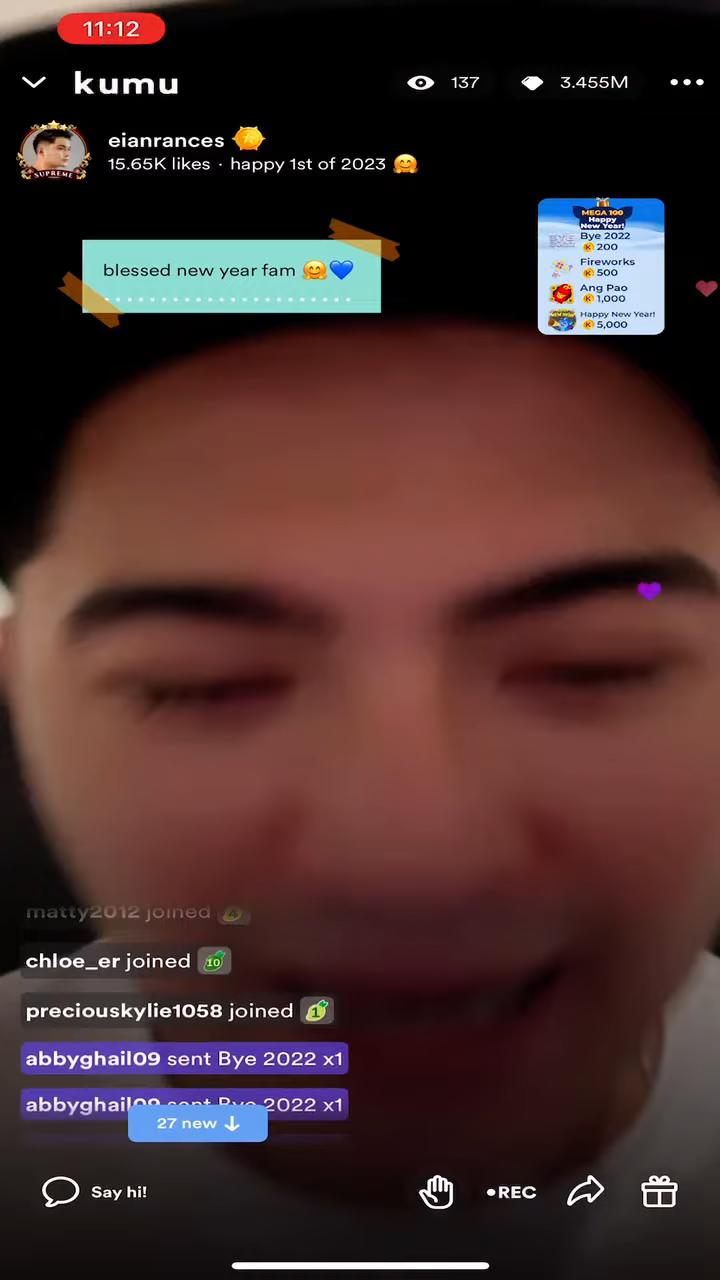 11:12
kumu
137
3.455M
eianrances
15.65K likes · happy 1st of 2023 🤗
SUPREME
blessed new year fam 🤗💙
MEGA 100
Happy
New Year!
Bye 2022
K 200
Fireworks
K 500
Ang Pao
K 1,000
Happy New Year!
K 5,000
matty2012 joined 4
chloe_er joined 10
preciouskylie1058 joined 1
abbyghail09 sent Bye 2022 x1
abbyghail09 sent Bye 2022 x1
27 new ↓
Say hi!
•REC